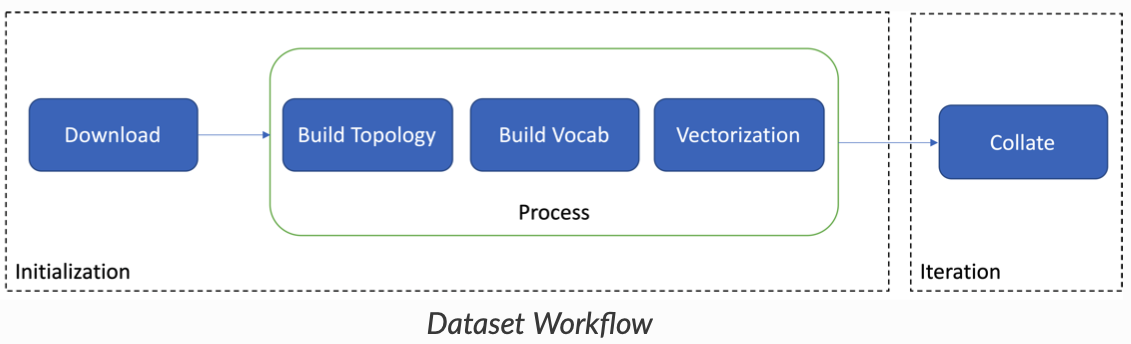 Download
Build Topology
Build Vocab
Vectorization
Collate
Process
Initialization
Iteration
Dataset Workflow